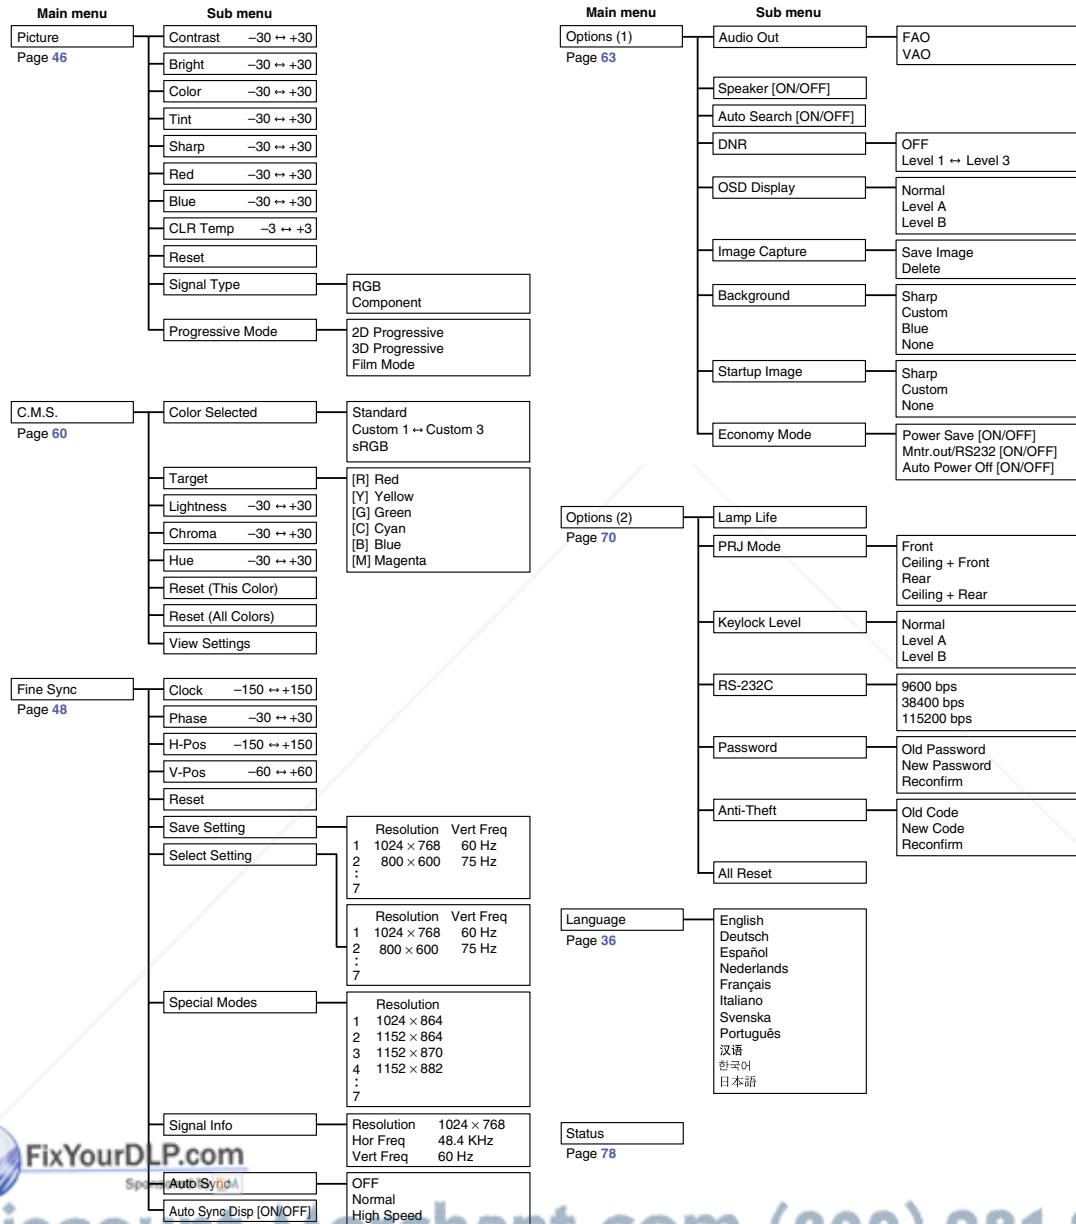 Main menu Sub menu
Picture
Page 46
Contrast −30 ↔ +30
Bright −30 ↔ +30
Color −30 ↔ +30
Tint −30 ↔ +30
Sharp −30 ↔ +30
Red −30 ↔ +30
Blue −30 ↔ +30
CLR Temp −3 ↔ +3
Reset
Signal Type
RGB
Component
Progressive Mode
2D Progressive
3D Progressive
Film Mode
C.M.S.
Page 60
Color Selected
Standard
Custom 1 ↔ Custom 3
sRGB
Target
[R] Red
[Y] Yellow
[G] Green
[C] Cyan
[B] Blue
[M] Magenta
Lightness −30 ↔ +30
Chroma −30 ↔ +30
Hue −30 ↔ +30
Reset (This Color)
Reset (All Colors)
View Settings
Fine Sync
Page 48
Clock −150 ↔ +150
Phase −30 ↔ +30
H-Pos −150 ↔ +150
V-Pos −60 ↔ +60
Reset
Save Setting
Resolution Vert Freq
1 1024 × 768 60 Hz
2 800 × 600 75 Hz
:
7
Select Setting
Resolution Vert Freq
1 1024 × 768 60 Hz
2 800 × 600 75 Hz
:
7
Special Modes
Resolution
1 1024 × 864
2 1152 × 864
3 1152 × 870
4 1152 × 882
:
7
Signal Info
Resolution 1024 × 768
Hor Freq 48.4 KHz
Vert Freq 60 Hz
Auto Sync
OFF
Normal
High Speed
Auto Sync Disp [ON/OFF]
Main menu Sub menu
Options (1)
Page 63
Audio Out
FAO
VAO
Speaker [ON/OFF]
Auto Search [ON/OFF]
DNR
OFF
Level 1 ↔ Level 3
OSD Display
Normal
Level A
Level B
Image Capture
Save Image
Delete
Background
Sharp
Custom
Blue
None
Startup Image
Sharp
Custom
None
Economy Mode
Power Save [ON/OFF]
Mntr.out/RS232 [ON/OFF]
Auto Power Off [ON/OFF]
Options (2)
Page 70
Lamp Life
PRJ Mode
Front
Ceiling + Front
Rear
Ceiling + Rear
Keylock Level
Normal
Level A
Level B
RS-232C
9600 bps
38400 bps
115200 bps
Password
Old Password
New Password
Reconfirm
Anti-Theft
Old Code
New Code
Reconfirm
All Reset
Language
Page 36
English
Deutsch
Español
Nederlands
Français
Italiano
Svenska
Português
汉语
한국어
日本語
Status
Page 78
FixYourDLP.com